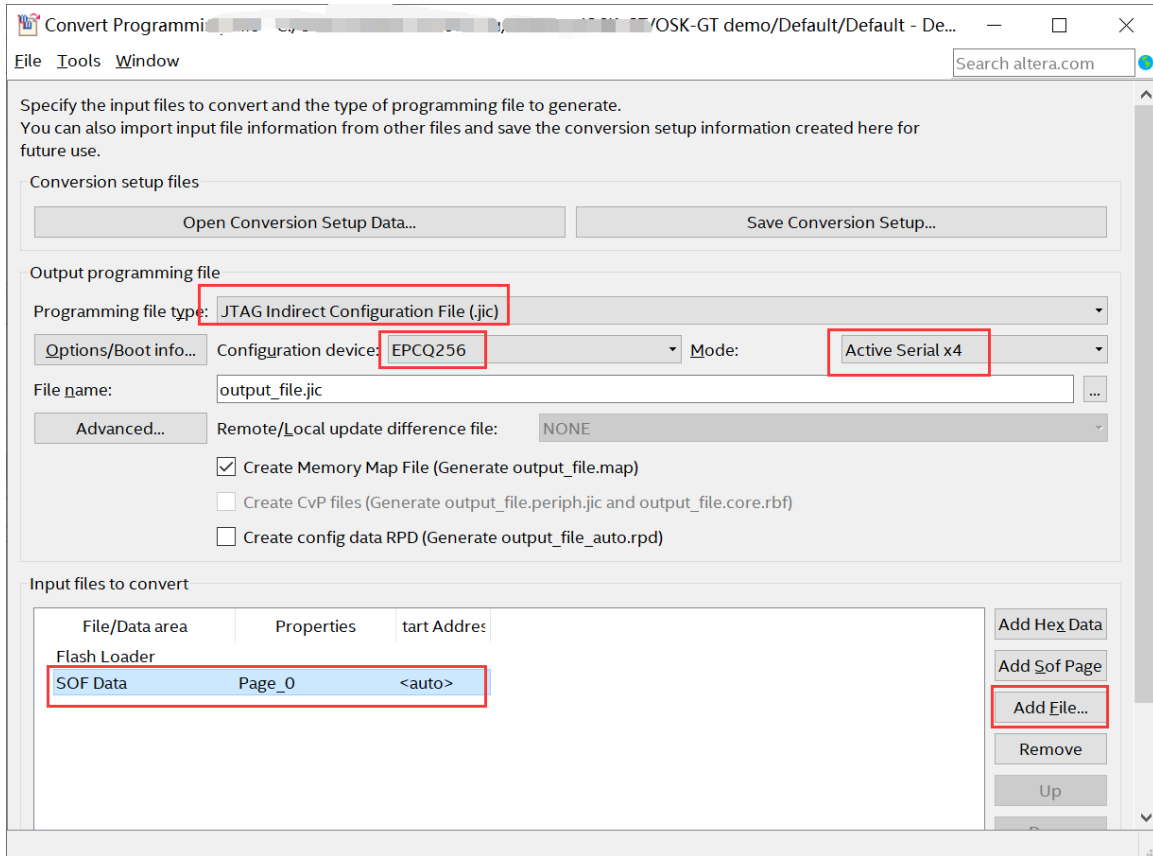 Convert Programmi
/OSK-GT demo/Default/Default - De...
File Tools Window
Search altera.com
Specify the input files to convert and the type of programming file to generate.
You can also import input file information from other files and save the conversion setup information created here for
future use.
Conversion setup files
Open Conversion Setup Data... Save Conversion Setup...
Output programming file
Programming file type: JTAG Indirect Configuration File (.jic)
Options/Boot info... Configuration device: EPCQ256 Mode: Active Serial x4
File name: output_file.jic ...
Advanced... Remote/Local update difference file: NONE
Create Memory Map File (Generate output_file.map)
Create CvP files (Generate output_file.periph.jic and output_file.core.rbf)
Create config data RPD (Generate output_file_auto.rpd)
Input files to convert
File/Data area Properties tart Addres
Add Hex Data
Flash Loader
Add Sof Page
SOF Data Page_0 <auto>
Add File...
Remove
Up